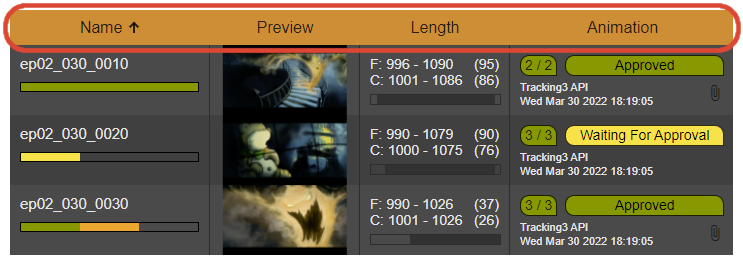 Name ↑ Preview Length Animation
ep02_030_0010
F: 996 - 1090 (95)
C: 1001 - 1086 (86)
2 / 2 Approved
Tracking3 API
Wed Mar 30 2022 18:19:05
ep02_030_0020
F: 990 - 1079 (90)
C: 1000 - 1075 (76)
3 / 3 Waiting For Approval
Tracking3 API
Wed Mar 30 2022 18:19:05
ep02_030_0030
F: 990 - 1026 (37)
C: 1001 - 1026 (26)
3 / 3 Approved
Tracking3 API
Wed Mar 30 2022 18:19:05